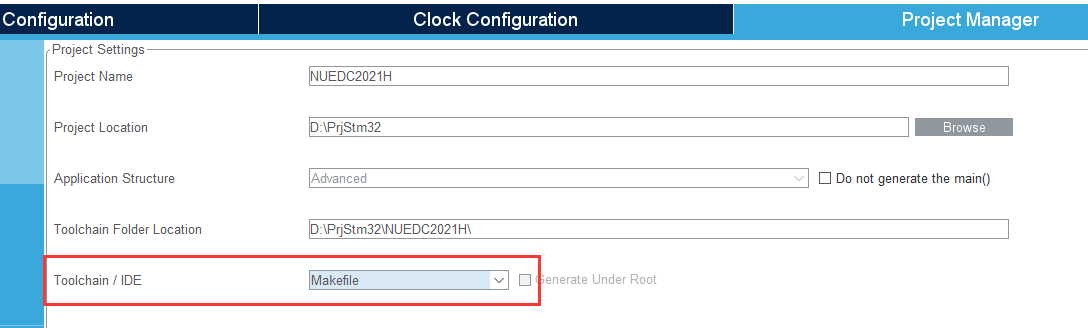 Configuration
Clock Configuration
Project Manager
Project Settings
Project Name
NUEDC2021H
Project Location
D:\PrjStm32
Browse
Application Structure
Advanced
Do not generate the main()
Toolchain Folder Location
D:\PrjStm32\NUEDC2021H\
Toolchain / IDE
Makefile
Generate Under Root